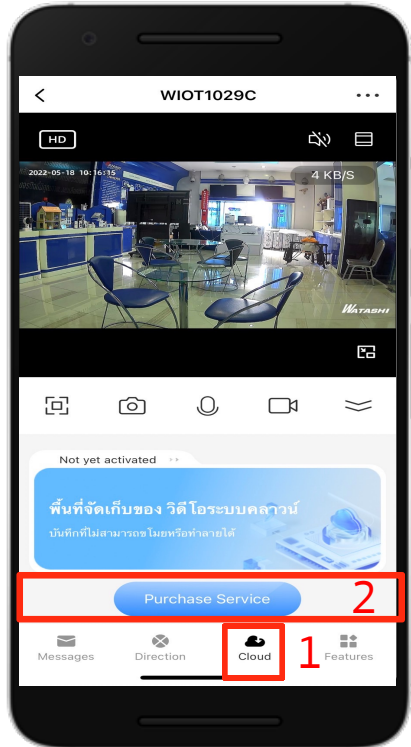 WIOT1029C
HD
2022-05-18 10:16:15
4 KB/S
WATASHI
Not yet activated
พื้นที่จัดเก็บของ วิดีโอระบบคลาวน์
บันทึกที่ไม่สามารถขโมยหรือทำลายได้
Purchase Service
2
Messages
Direction
Cloud
1
Features